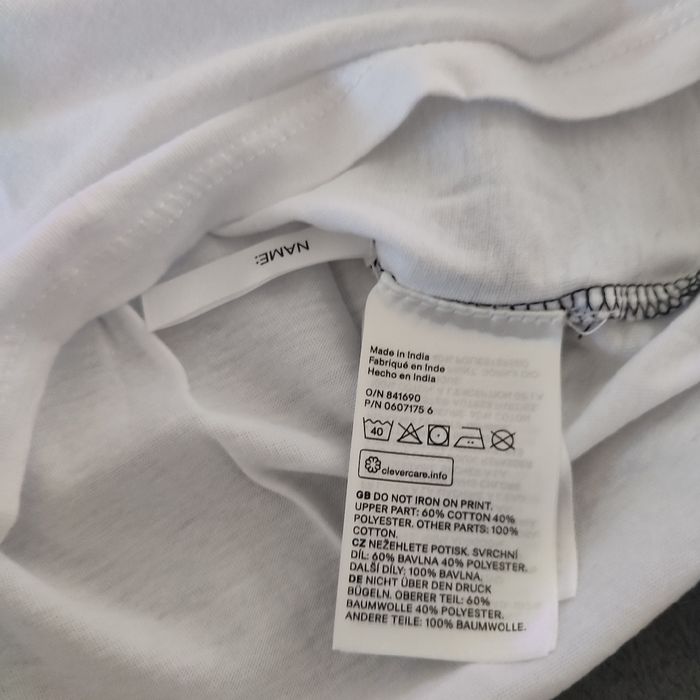 NAME:
Made in India
Fabriqué en Inde
Hecho en India
O/N 841690
P/N 0607175 6
40
clevercare.info
GB DO NOT IRON ON PRINT.
UPPER PART: 60% COTTON 40%
POLYESTER. OTHER PARTS: 100%
COTTON.
CZ NEŽEHLETE POTISK. SVRCHNÍ
DÍL: 60% BAVLNA 40% POLYESTER.
DALŠÍ DÍLY: 100% BAVLNA.
DE NICHT ÜBER DEN DRUCK
BÜGELN. OBERER TEIL: 60%
BAUMWOLLE 40% POLYESTER.
ANDERE TEILE: 100% BAUMWOLLE.